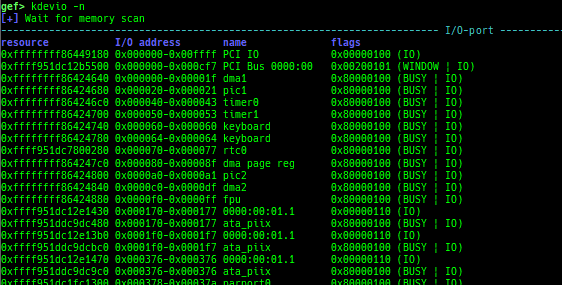 gef> kdevio -n
[+] Wait for memory scan
---------------------------------------------------------------------------------- I/O-port ------------
resource I/O address name flags
0xffffffff86449180 0x000000-0x00ffff PCI IO 0x00000100 (IO)
0xffff951dc12b5500 0x000000-0x000cf7 PCI Bus 0000:00 0x00200101 (WINDOW ¦ IO)
0xffffffff86424640 0x000000-0x00001f dma1 0x80000100 (BUSY ¦ IO)
0xffffffff86424680 0x000020-0x000021 pic1 0x80000100 (BUSY ¦ IO)
0xffffffff864246c0 0x000040-0x000043 timer0 0x80000100 (BUSY ¦ IO)
0xffffffff86424700 0x000050-0x000053 timer1 0x80000100 (BUSY ¦ IO)
0xffffffff86424740 0x000060-0x000060 keyboard 0x80000100 (BUSY ¦ IO)
0xffffffff86424780 0x000064-0x000064 keyboard 0x80000100 (BUSY ¦ IO)
0xffff951dc7800280 0x000070-0x000077 rtc0 0x80000100 (BUSY ¦ IO)
0xffffffff864247c0 0x000080-0x00008f dma page reg 0x80000100 (BUSY ¦ IO)
0xffffffff86424800 0x0000a0-0x0000a1 pic2 0x80000100 (BUSY ¦ IO)
0xffffffff86424840 0x0000c0-0x0000df dma2 0x80000100 (BUSY ¦ IO)
0xffffffff86424880 0x0000f0-0x0000ff fpu 0x80000100 (BUSY ¦ IO)
0xffff951dc12e1430 0x000170-0x000177 0000:00:01.1 0x00000110 (IO)
0xffff951ddc9dc480 0x000170-0x000177 ata_piix 0x80000100 (BUSY ¦ IO)
0xffff951dc12e13b0 0x0001f0-0x0001f7 0000:00:01.1 0x00000110 (IO)
0xffff951ddc9dcbc0 0x0001f0-0x0001f7 ata_piix 0x80000100 (BUSY ¦ IO)
0xffff951dc12e1470 0x000376-0x000376 0000:00:01.1 0x00000110 (IO)
0xffff951ddc9dc9c0 0x000376-0x000376 ata_piix 0x80000100 (BUSY ¦ IO)
0xffff951dc1fc1300 0x000378-0x00037a parport0 0x80000100 (BUSY ¦ IO)